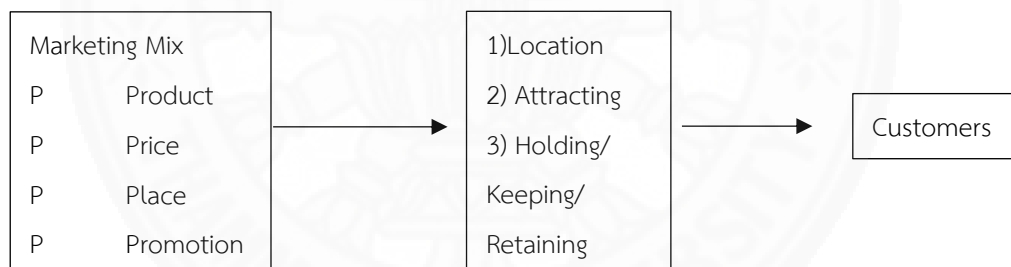 Marketing Mix
P Product
P Price
P Place
P Promotion
1)Location
2) Attracting
3) Holding/
Keeping/
Retaining
Customers